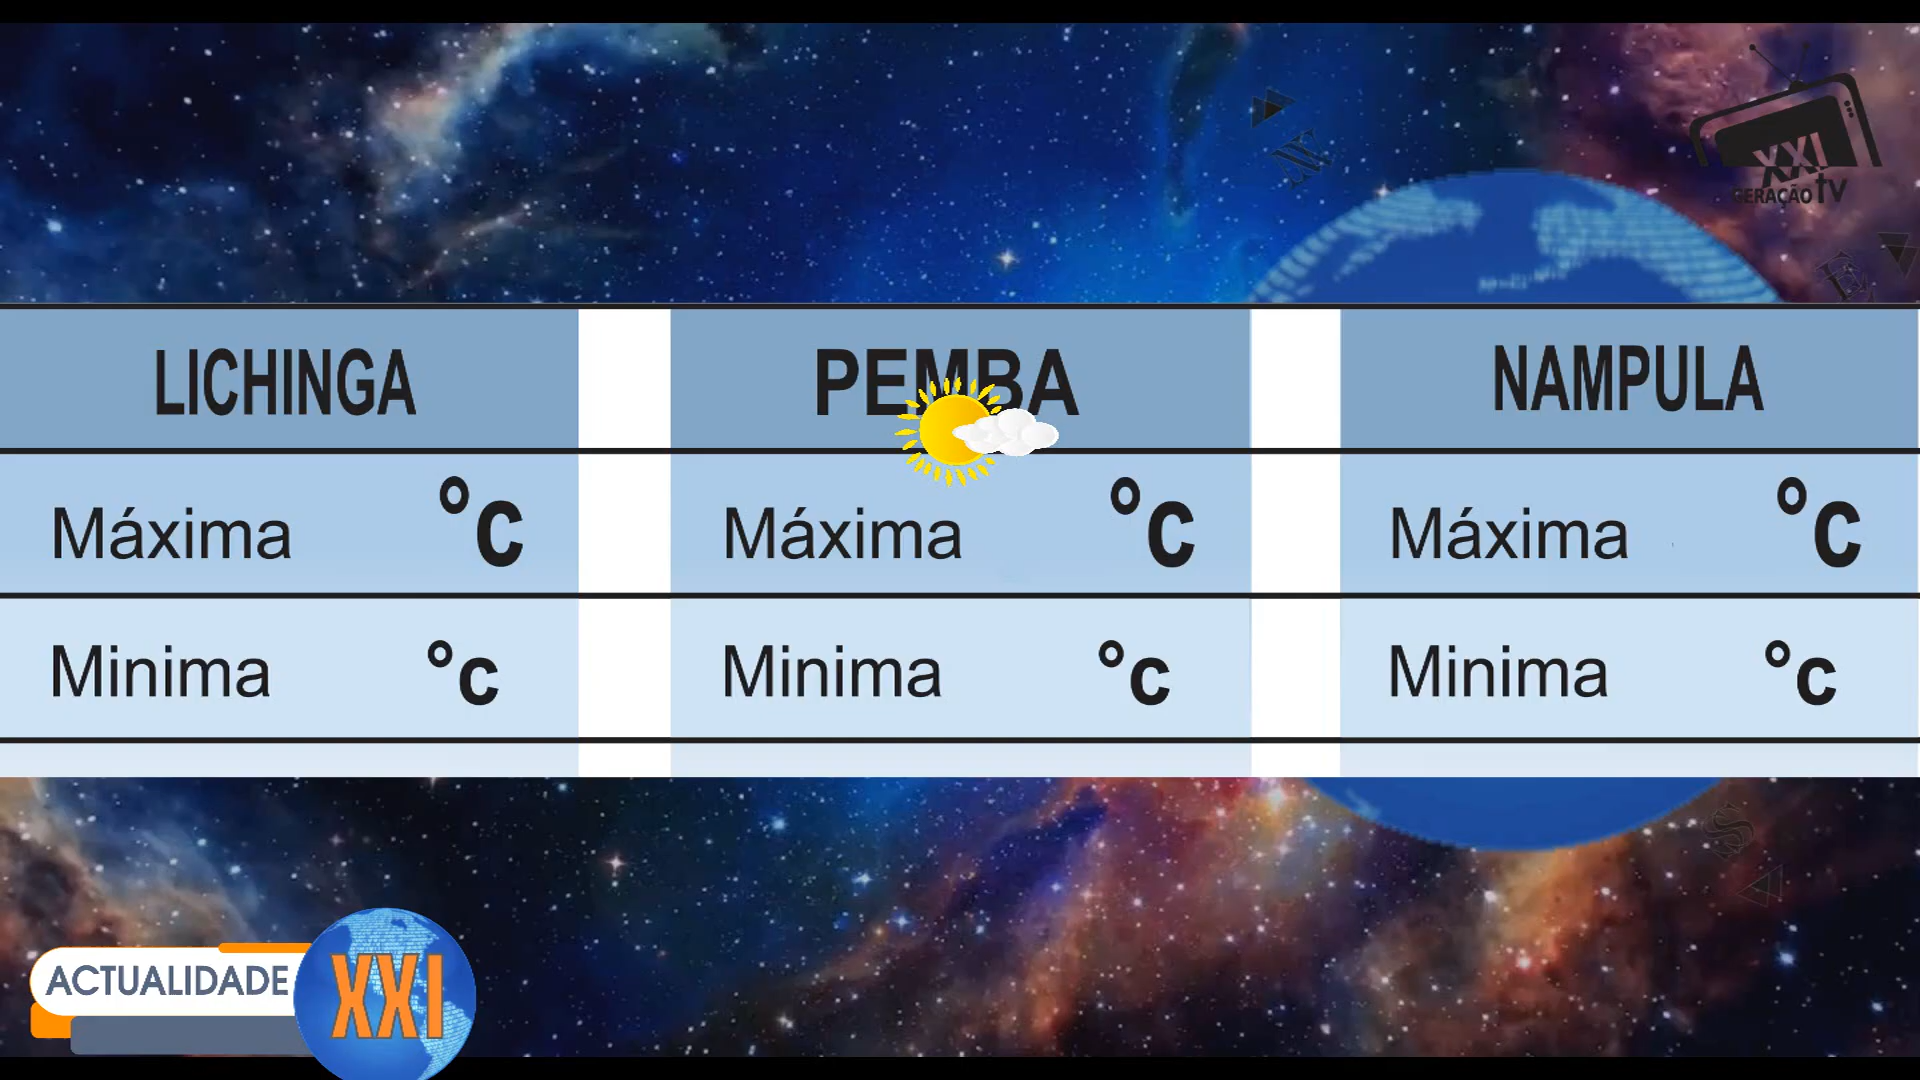 N
XXI
GERAÇÃO tv
E
LICHINGA
PEMBA
NAMPULA
Máxima °c
Máxima °c
Máxima °c
Minima °c
Minima °c
Minima °c
S
ACTUALIDADE
XXI